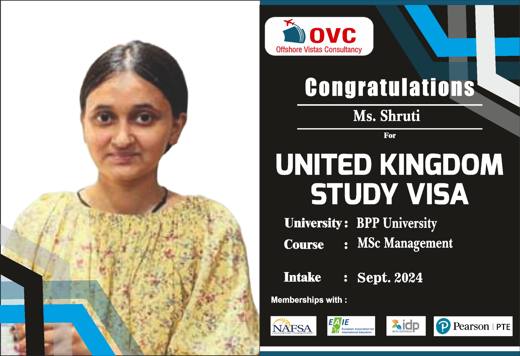 OVC
Offshore Vistas Consultancy
Congratulations
Ms. Shruti
For
UNITED KINGDOM
STUDY VISA
University : BPP University
Course : MSc Management
Intake : Sept. 2024
Memberships with :
NAFSA
EAIE
idp
Pearson | PTE